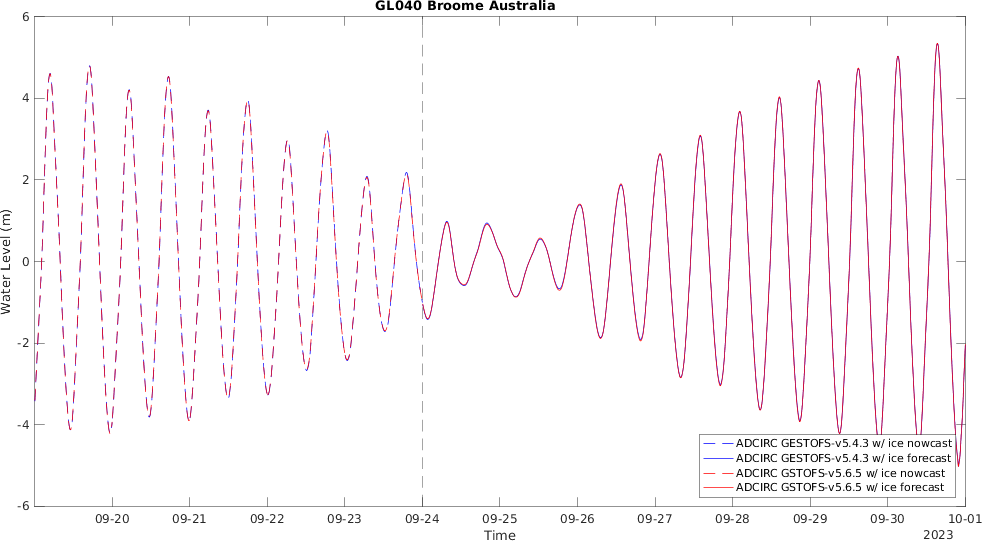 GL040 Broome Australia
6
4
2
0
-2
-4
-6
Water Level (m)
ADCIRC GESTOFS-v5.4.3 w/ ice nowcast
ADCIRC GESTOFS-v5.4.3 w/ ice forecast
ADCIRC GSTOFS-v5.6.5 w/ ice nowcast
ADCIRC GSTOFS-v5.6.5 w/ ice forecast
09-20 09-21 09-22 09-23 09-24 09-25 09-26 09-27 09-28 09-29 09-30 10-01
Time 2023